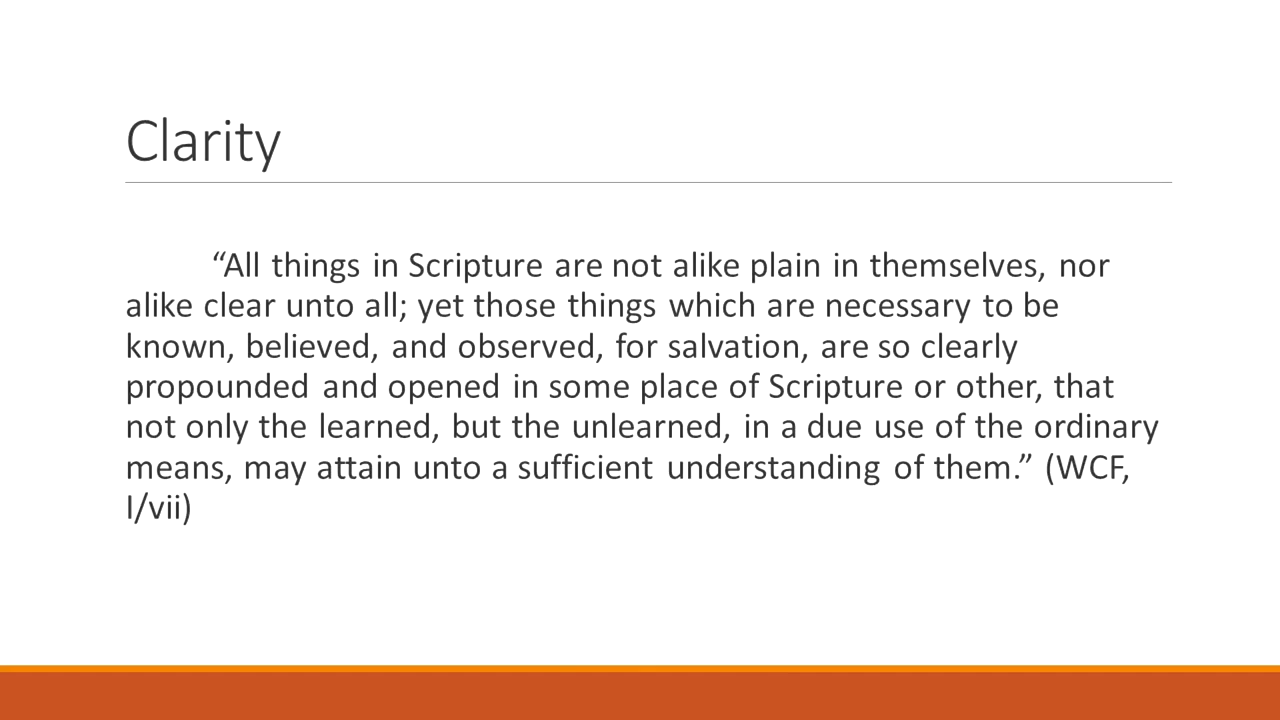 Clarity
“All things in Scripture are not alike plain in themselves, nor
alike clear unto all; yet those things which are necessary to be
known, believed, and observed, for salvation, are so clearly
propounded and opened in some place of Scripture or other, that
not only the learned, but the unlearned, in a due use of the ordinary
means, may attain unto a sufficient understanding of them.” (WCF,
I/vii)